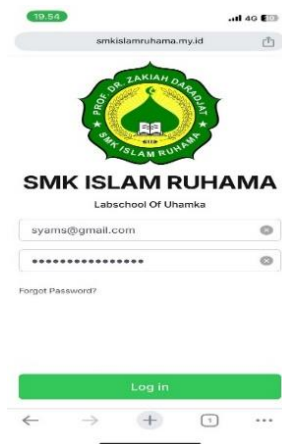 19.54
4G
smkislamruhama.my.id
PROF. DR. ZAKIAH DARADJAT
SMK ISLAM RUHAMA
SMK ISLAM RUHAMA
Labschool Of Uhamka
syams@gmail.com
Forgot Password?
Log in
1